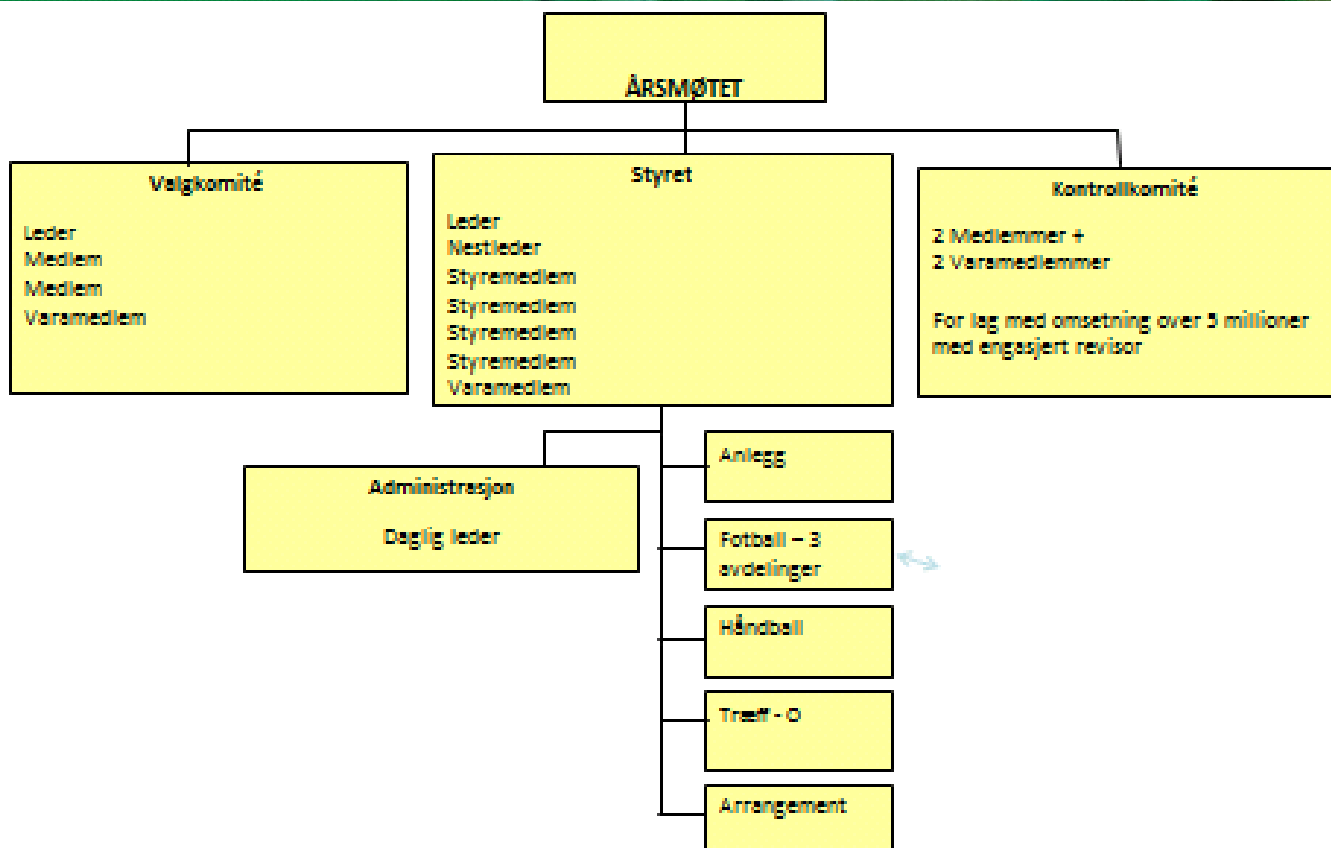 ÅRSMØTET
Valgkomité
Leder
Medlem
Medlem
Varamedlem
Styret
Leder
Nestleder
Styremedlem
Styremedlem
Styremedlem
Styremedlem
Varamedlem
Kontrollkomité
2 Medlemmer +
2 Varamedlemmer
For lag med omsetning over 5 millioner
med engasjert revisor
Administrasjon
Daglig leder
Anlegg
Fotball – 3
avdelinger
Håndball
Træff - O
Arrangement